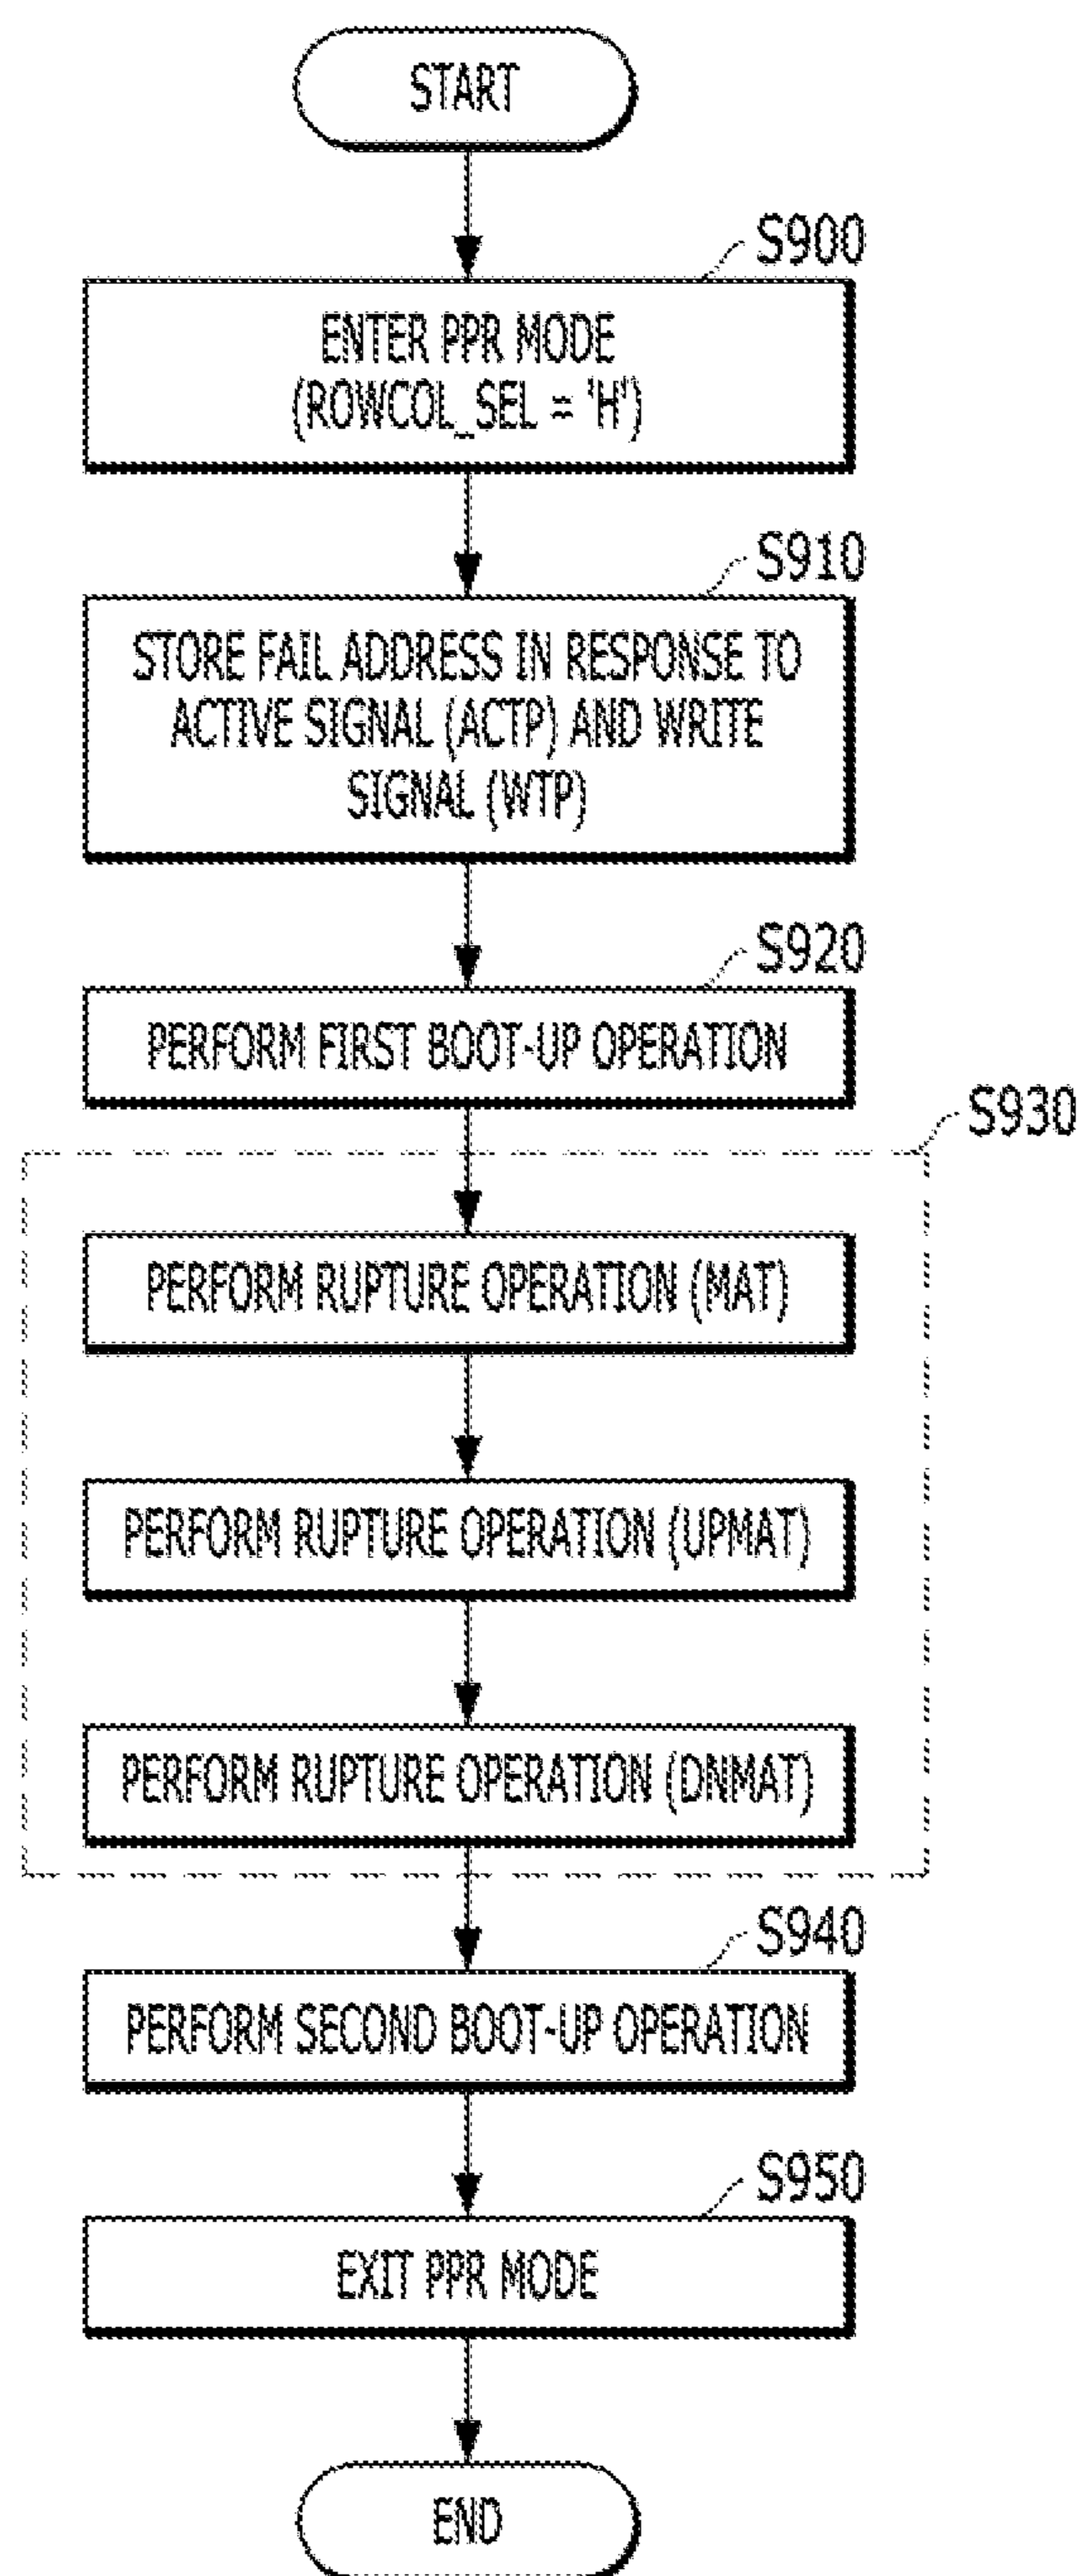 START
S900
ENTER PPR MODE
(ROWCOL_SEL = 'H')
S910
STORE FAIL ADDRESS IN RESPONSE TO
ACTIVE SIGNAL (ACTP) AND WRITE
SIGNAL (WTP)
S920
PERFORM FIRST BOOT-UP OPERATION
S930
PERFORM RUPTURE OPERATION (MAT)
PERFORM RUPTURE OPERATION (UPMAT)
PERFORM RUPTURE OPERATION (DNMAT)
S940
PERFORM SECOND BOOT-UP OPERATION
S950
EXIT PPR MODE
END